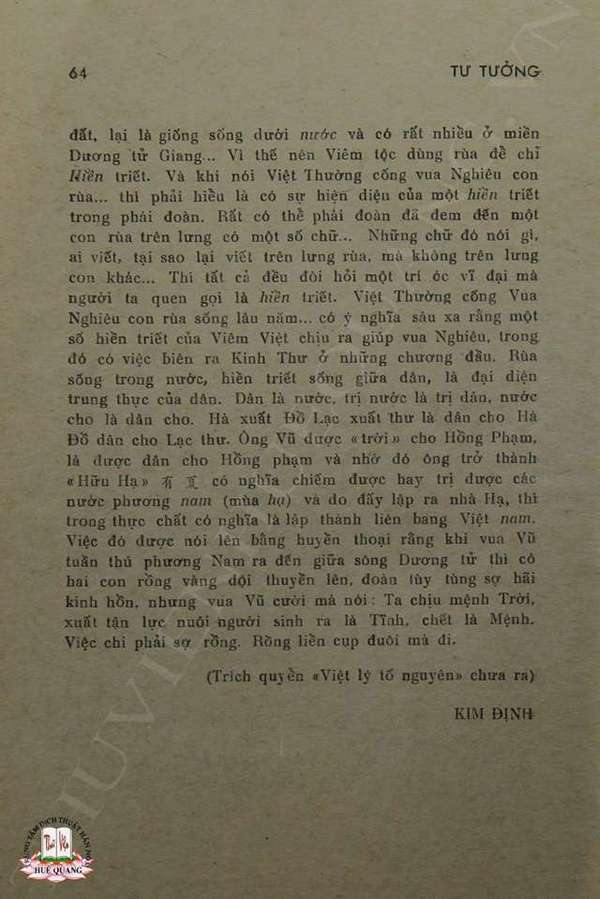 64 TƯ TƯỞNG
đất, lại là giống sống dưới nước và có rất nhiều ở miền
Dương tử Giang... Vì thế nên Viêm tộc dùng rùa để chỉ
Hiền triết. Và khi nói Việt Thường cống vua Nghiêu con
rùa... thì phải hiểu là có sự hiện diệu của một hiền triết
trong phái đoàn. Rất có thể phái đoàn đã đem đến một
con rùa trên lưng có một số chữ... Những chữ đó nói gì,
ai viết, tại sao lại viết trên lưng rùa, mà không trên lưng
con khác... Thì tất cả đều đòi hỏi một trí óc vĩ đại mà
người ta quen gọi là hiền triết. Việt Thường cống Vua
Nghiêu con rùa sống lâu năm... có ý nghĩa sâu xa rằng một
số hiền triết của Viêm Việt chịu ra giúp vua Nghiêu, trong
đó có việc biên ra Kinh Thư ở những chương đầu. Rùa
sống trong nước, hiền triết sống giữa dân, là đại diện
trung thực của dân. Dân là nước, trị nước là trị dân, nước
cho là dân cho. Hà xuất Đồ Lạc xuất thư là dân cho Hà
Đồ dân cho Lạc thư. Ông Vũ được «trời» cho Hồng Phạm,
là được dân cho Hồng phạm và nhờ đó ông trở thành
«Hữu Hạ» 有夏 có nghĩa chiếm được hay trị được các
nước phương nam (mùa hạ) và do đấy lập ra nhà Hạ, thì
trong thực chất có nghĩa là lập thành liên bang Việt nam.
Việc đó được nói lên bằng huyền thoại rằng khi vua Vũ
tuần thú phương Nam ra đến giữa sông Dương tử thì có
hai con rồng vàng đội thuyền lên, đoàn tùy tùng sợ hãi
kinh hồn, nhưng vua Vũ cười mà nói : Ta chịu mệnh Trời,
xuất tận lực nuôi người sinh ra là Tính, chết là Mệnh.
Việc chi phải sợ rồng. Rồng liền cụp đuôi mà đi.
(Trích quyển «Việt lý tố nguyên» chưa ra)
KIM ĐỊNH
TRUNG TÂM DỊCH THUẬT HÁN NÔM
Thư Viện
HUỆ QUANG